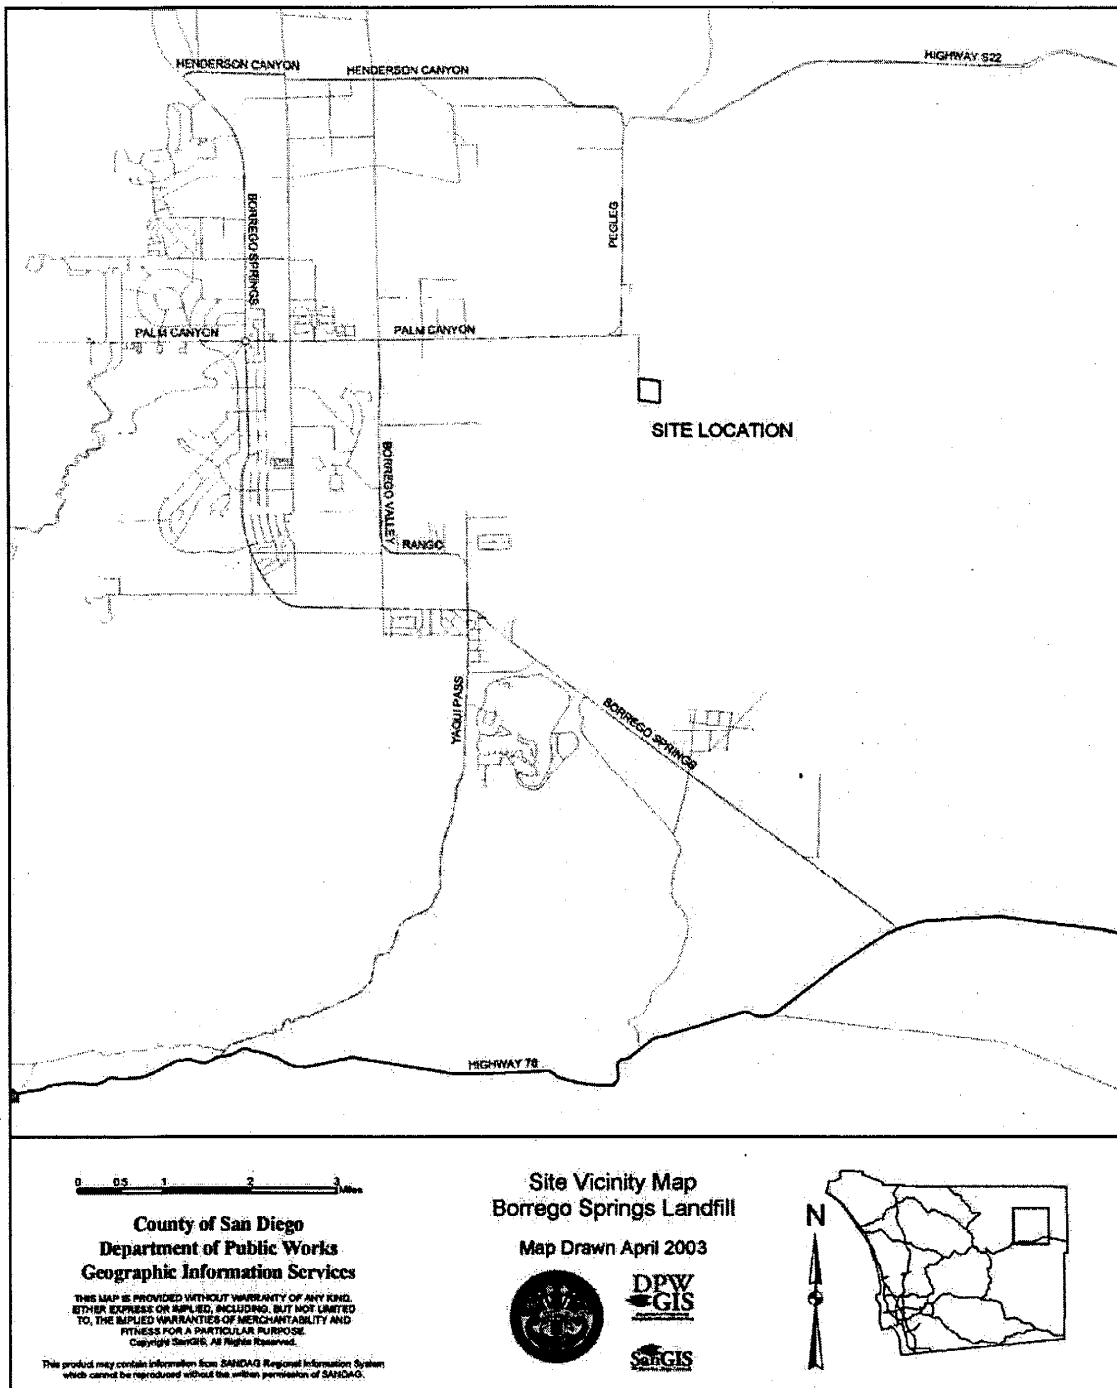 HENDERSON CANYON
HENDERSON CANYON
HIGHWAY S22
BORREGO SPRINGS
PEGLEG
PALM CANYON
PALM CANYON
SITE LOCATION
BORREGO VALLEY
RANGO
YAQUI PASS
BORREGO SPRINGS
HIGHWAY 78
0 0.5 1 2 3
Miles
County of San Diego
Department of Public Works
Geographic Information Services
THIS MAP IS PROVIDED WITHOUT WARRANTY OF ANY KIND,
EITHER EXPRESS OR IMPLIED, INCLUDING, BUT NOT LIMITED
TO, THE IMPLIED WARRANTIES OF MERCHANTABILITY AND
FITNESS FOR A PARTICULAR PURPOSE.
Copyright SanGIS, All Rights Reserved.
This product may contain information from SANDAG Regional Information System
which cannot be reproduced without the written permission of SANDAG.
Site Vicinity Map
Borrego Springs Landfill
Map Drawn April 2003
DPW
GIS
SanGIS
N